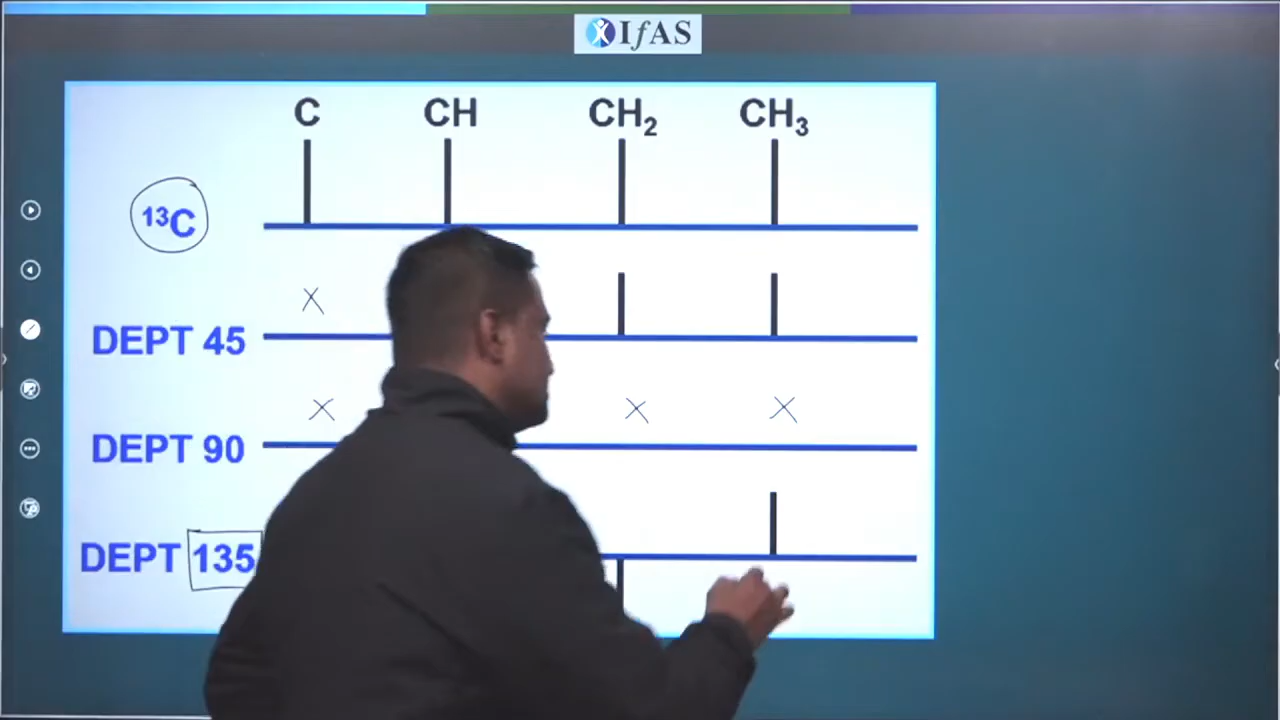 IfAS
C CH CH₂ CH₃
¹³C
DEPT 45
DEPT 90
DEPT 135